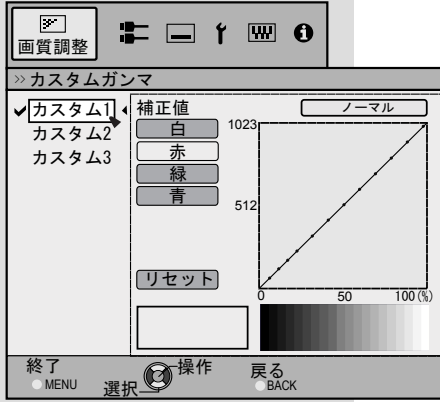 画質調整
»カスタムガンマ
カスタム1
カスタム2
カスタム3
補正値
白
赤
緑
青
リセット
ノーマル
1023
512
0 50 100(%)
終了
MENU
選択
操作
戻る
BACK